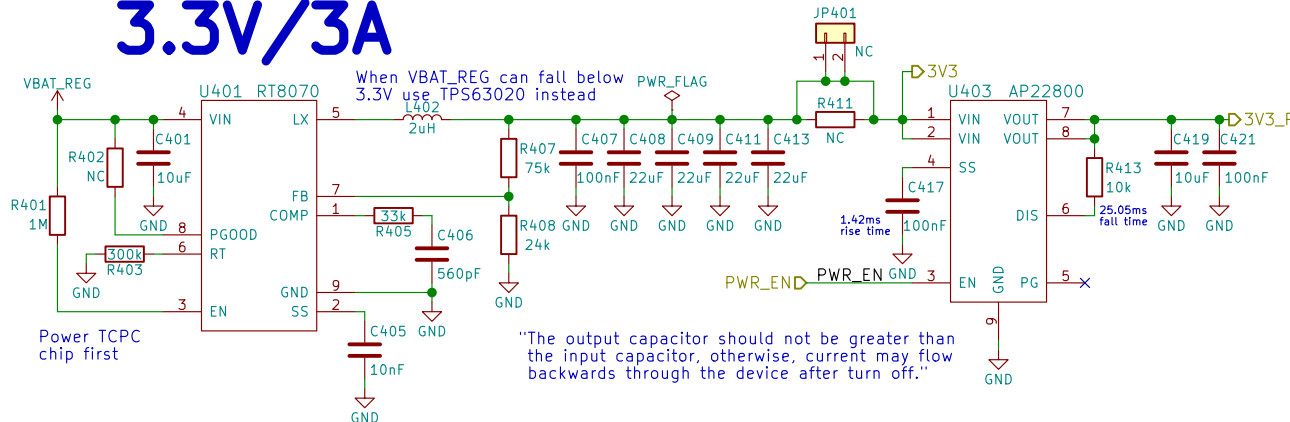 3.3V/3A
JP401
1
2
NC
VBAT_REG
When VBAT_REG can fall below
3.3V use TPS63020 instead
PWR_FLAG
3V3
U401 RT8070
L402
2uH
R411
NC
U403 AP22800
4 VIN
LX 5
1 VIN
2 VIN
VOUT 7
VOUT 8
3V3_
R402
NC
C401
10uF
R407
75k
C407
100nF
C408
22uF
C409
22uF
C411
22uF
C413
22uF
4 SS
R413
10k
C419
10uF
C421
100nF
FB 7
COMP 1
R401
1M
GND
33k
R405
C417
100nF
1.42ms
rise time
DIS 6
25.05ms
fall time
GND
GND
GND
GND
GND
GND
GND
GND
8 PGOOD
6 RT
300k
R403
GND
C406
560pF
R408
24k
GND
PWR_EN
PWR_EN
3 EN
GND
PG 5
9
GND
GND 9
SS 2
3 EN
GND
GND
Power TCPC
chip first
C405
10nF
GND
"The output capacitor should not be greater than
the input capacitor, otherwise, current may flow
backwards through the device after turn off."